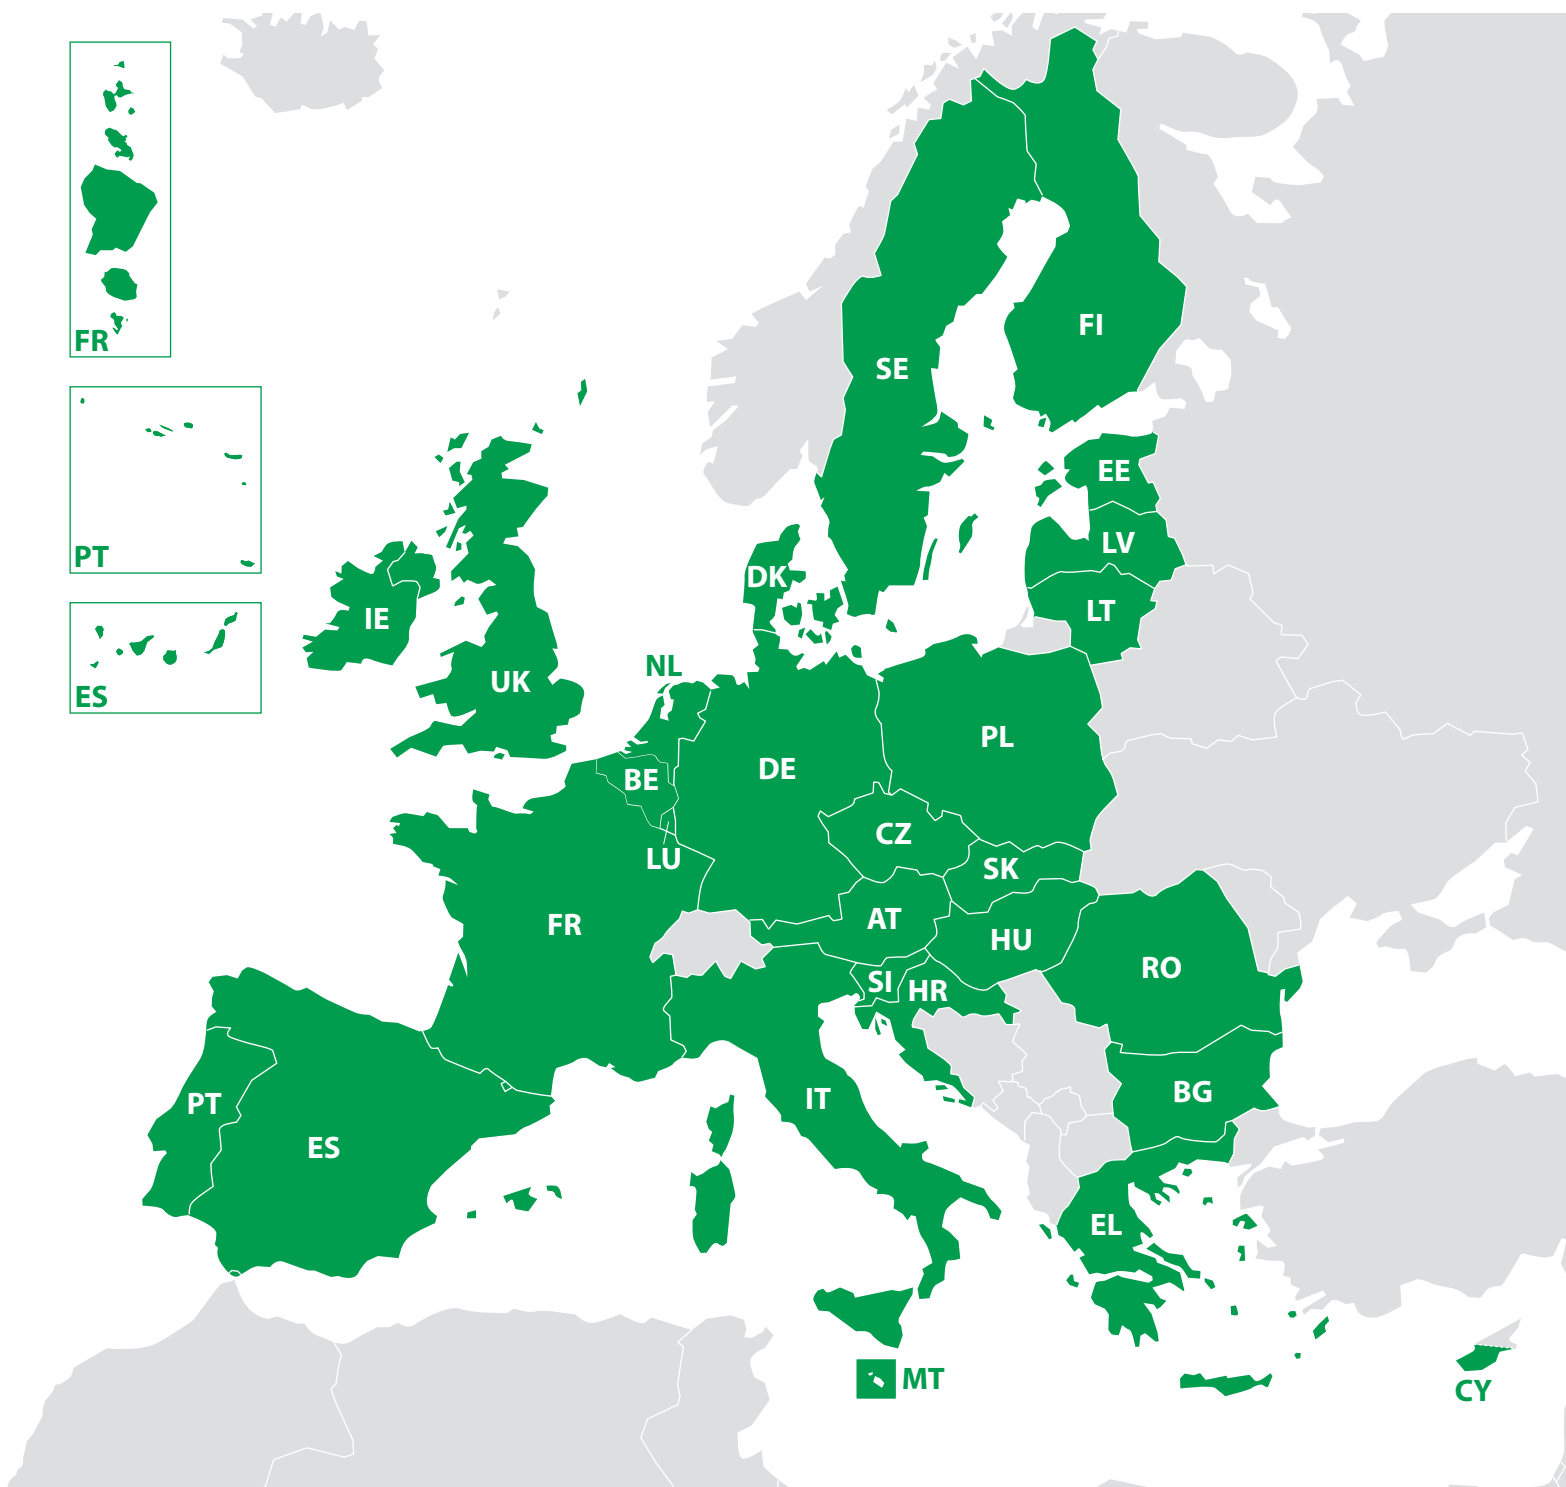 FR
PT
ES
FI
SE
EE
LV
LT
DK
IE
UK
NL
PL
DE
BE
LU
CZ
SK
AT
HU
FR
RO
SI
HR
BG
IT
PT
ES
EL
MT
CY